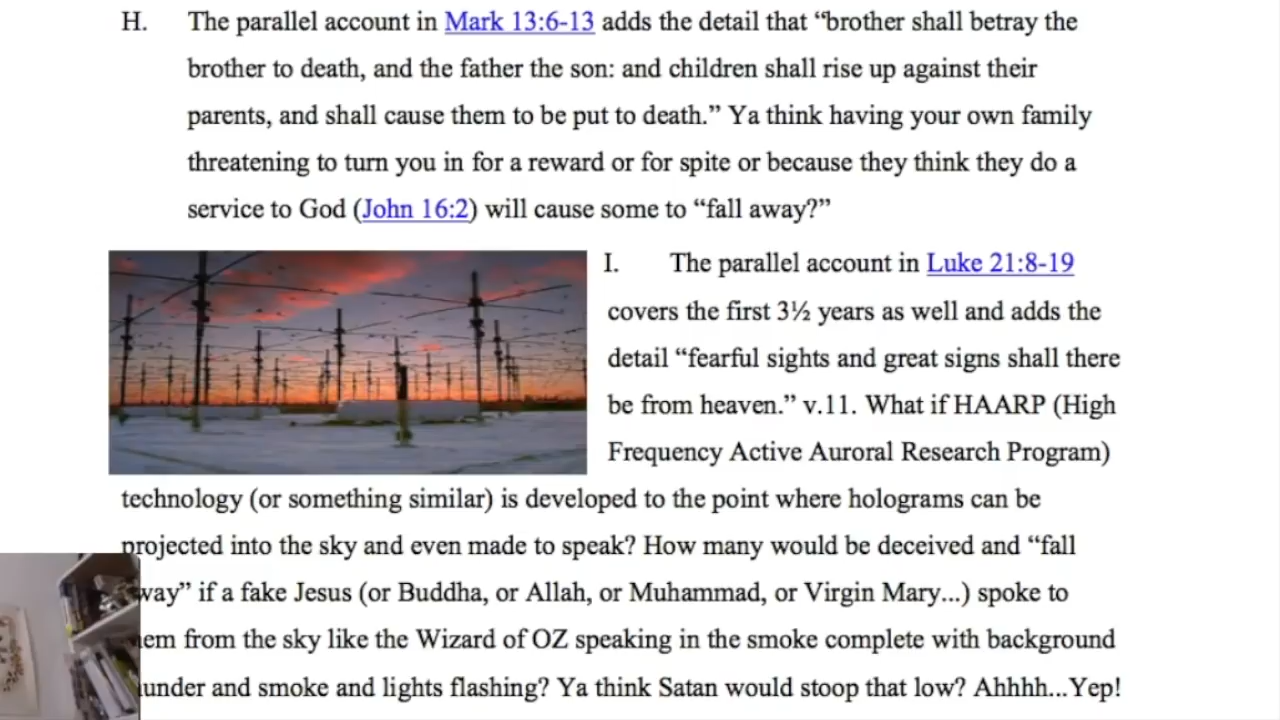 H. The parallel account in Mark 13:6-13 adds the detail that “brother shall betray the
brother to death, and the father the son: and children shall rise up against their
parents, and shall cause them to be put to death.” Ya think having your own family
threatening to turn you in for a reward or for spite or because they think they do a
service to God (John 16:2) will cause some to “fall away?”
I. The parallel account in Luke 21:8-19
covers the first 3½ years as well and adds the
detail “fearful sights and great signs shall there
be from heaven.” v.11. What if HAARP (High
Frequency Active Auroral Research Program)
technology (or something similar) is developed to the point where holograms can be
projected into the sky and even made to speak? How many would be deceived and “fall
way” if a fake Jesus (or Buddha, or Allah, or Muhammad, or Virgin Mary...) spoke to
em from the sky like the Wizard of OZ speaking in the smoke complete with background
under and smoke and lights flashing? Ya think Satan would stoop that low? Ahhhh...Yep!